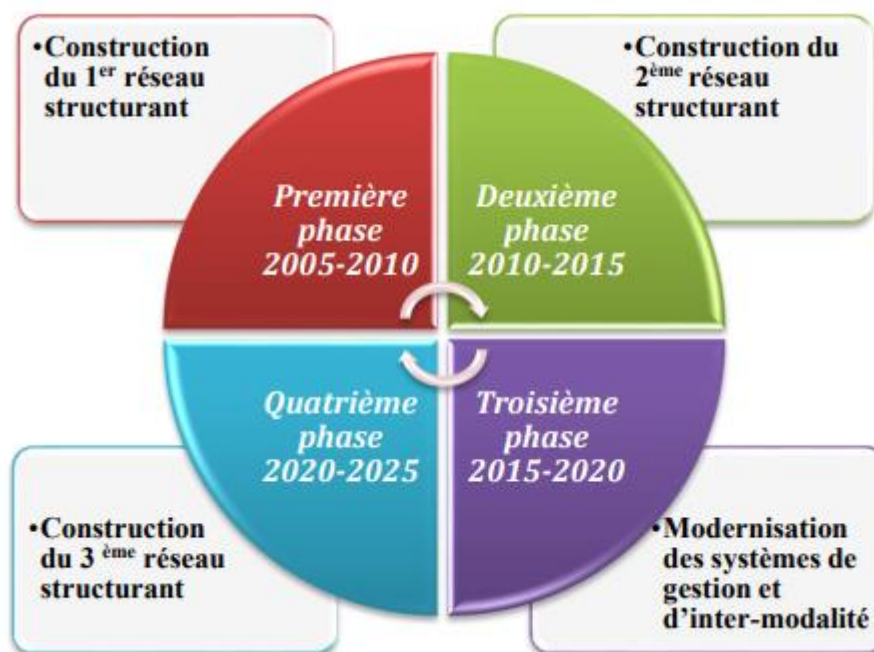 •Construction
du 1er réseau
structurant
•Construction du
2ème réseau
structurant
Première
phase
2005-2010
Deuxième
phase
2010-2015
Quatrième
phase
2020-2025
Troisième
phase
2015-2020
•Construction
du 3 ème réseau
structurant
•Modernisation
des systèmes de
gestion et
d’inter-modalité